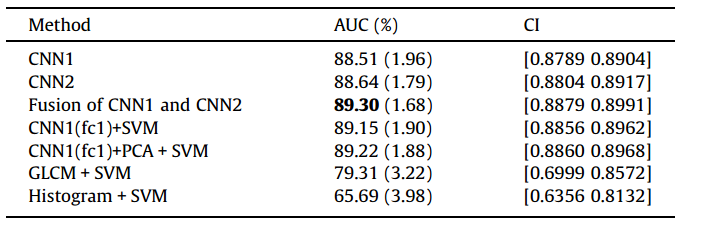 Method AUC (%) CI
CNN1 88.51 (1.96) [0.8789 0.8904]
CNN2 88.64 (1.79) [0.8804 0.8917]
Fusion of CNN1 and CNN2 89.30 (1.68) [0.8879 0.8991]
CNN1(fc1)+SVM 89.15 (1.90) [0.8856 0.8962]
CNN1(fc1)+PCA + SVM 89.22 (1.88) [0.8860 0.8968]
GLCM + SVM 79.31 (3.22) [0.6999 0.8572]
Histogram + SVM 65.69 (3.98) [0.6356 0.8132]